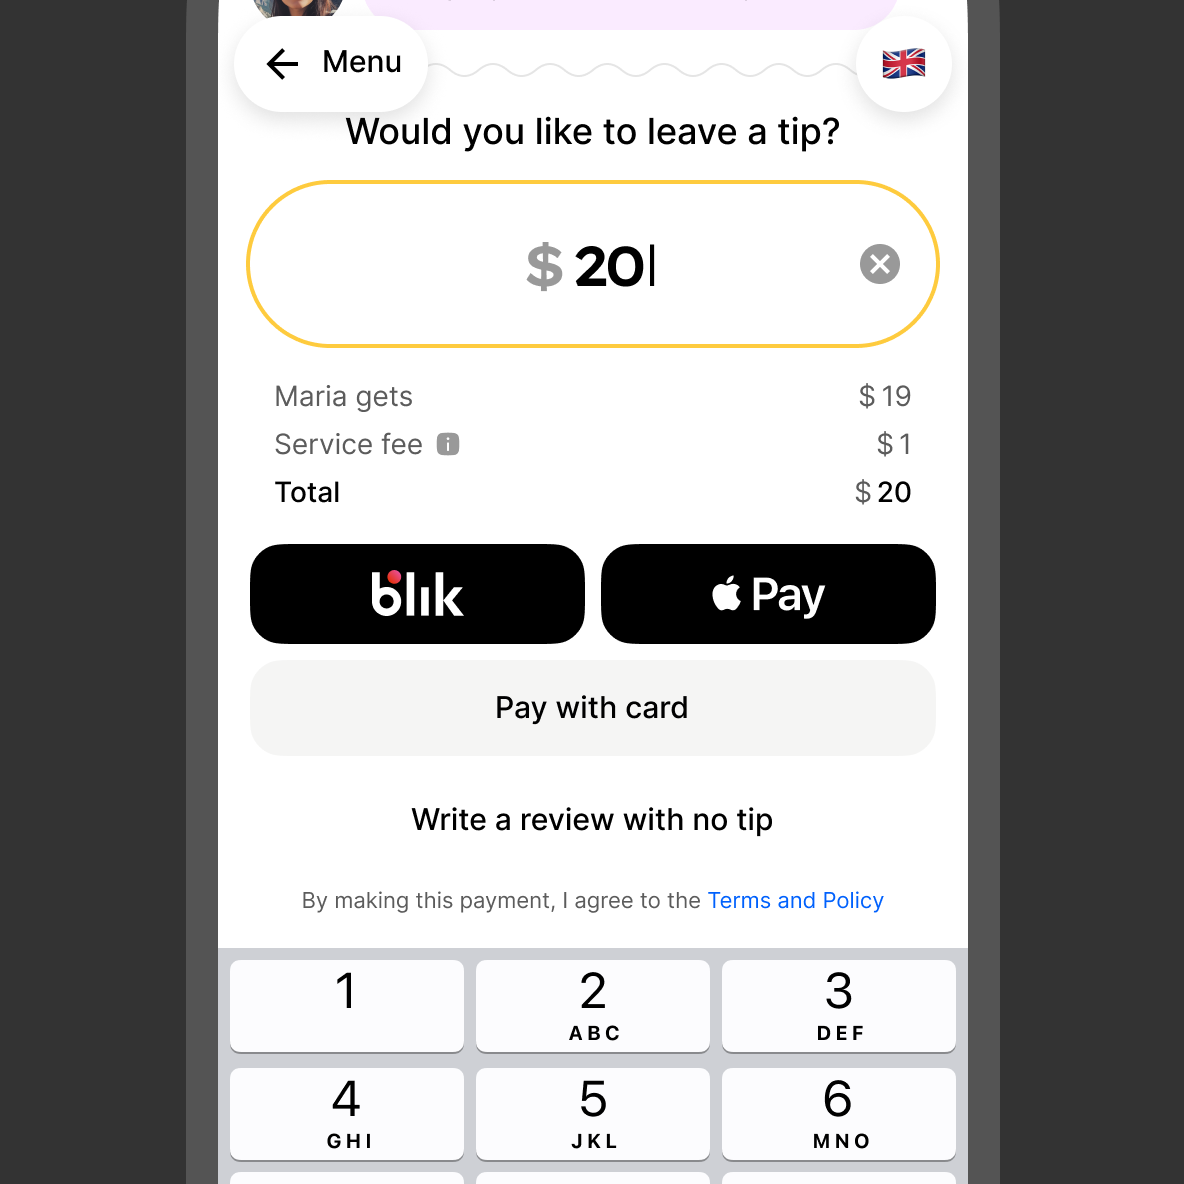 Menu
Would you like to leave a tip?
$ 20
Maria gets $ 19
Service fee i $ 1
Total $ 20
blik Pay
Pay with card
Write a review with no tip
By making this payment, I agree to the Terms and Policy
1 2 3
ABC DEF
4 5 6
GHI JKL MNO